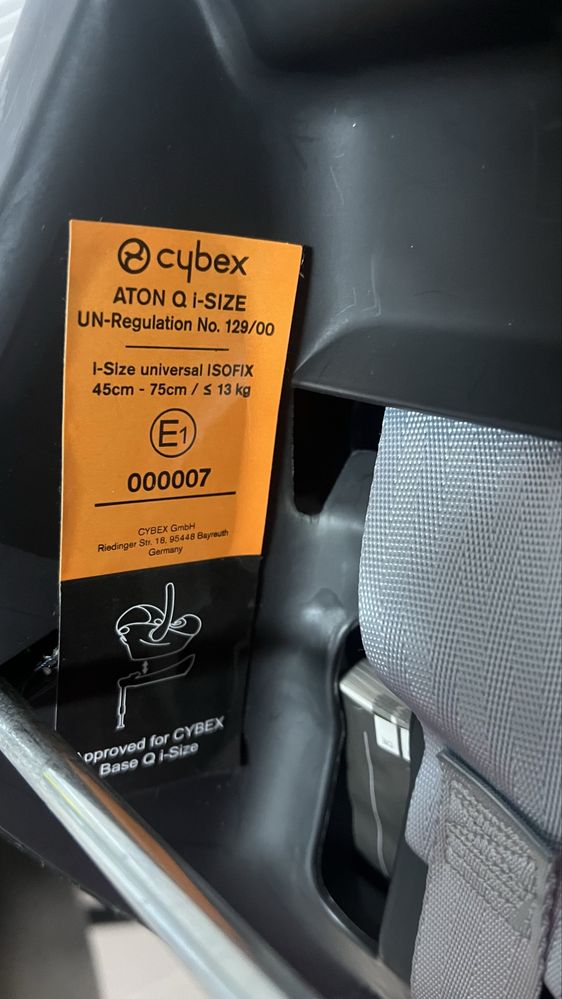 cybex
ATON Q i-SIZE
UN-Regulation No. 129/00
i-Size universal ISOFIX
45cm - 75cm / ≤ 13 kg
E1
000007
CYBEX GmbH
Riedinger Str. 18, 95448 Bayreuth
Germany
pproved for CYBEX
Base Q i-Size